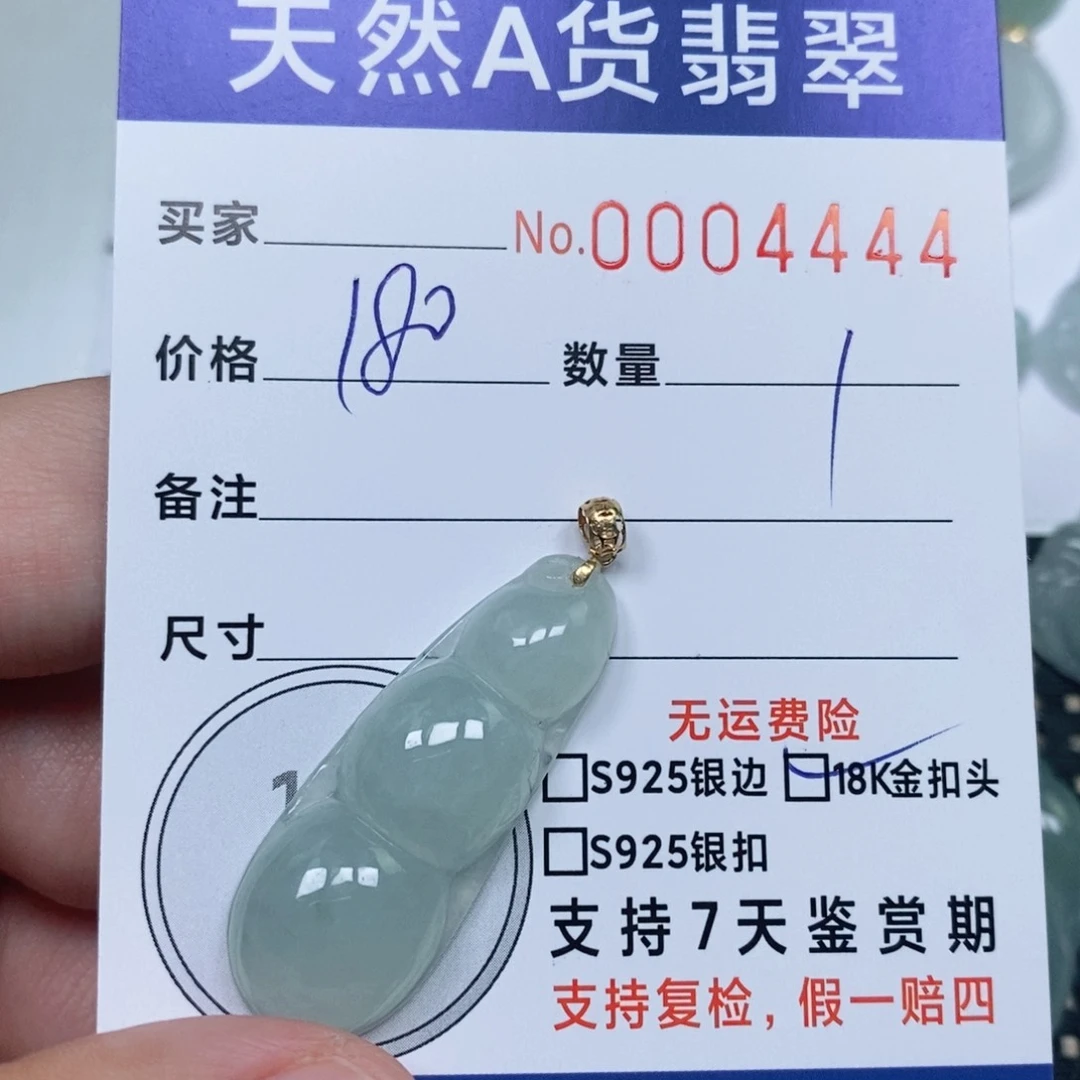 天然A货翡翠
买家 No.0004444
价格 180 数量 1
备注
尺寸
无运费险
S925银边 18K金扣头
S925银扣
支持7天鉴赏期
支持复检，假一赔四